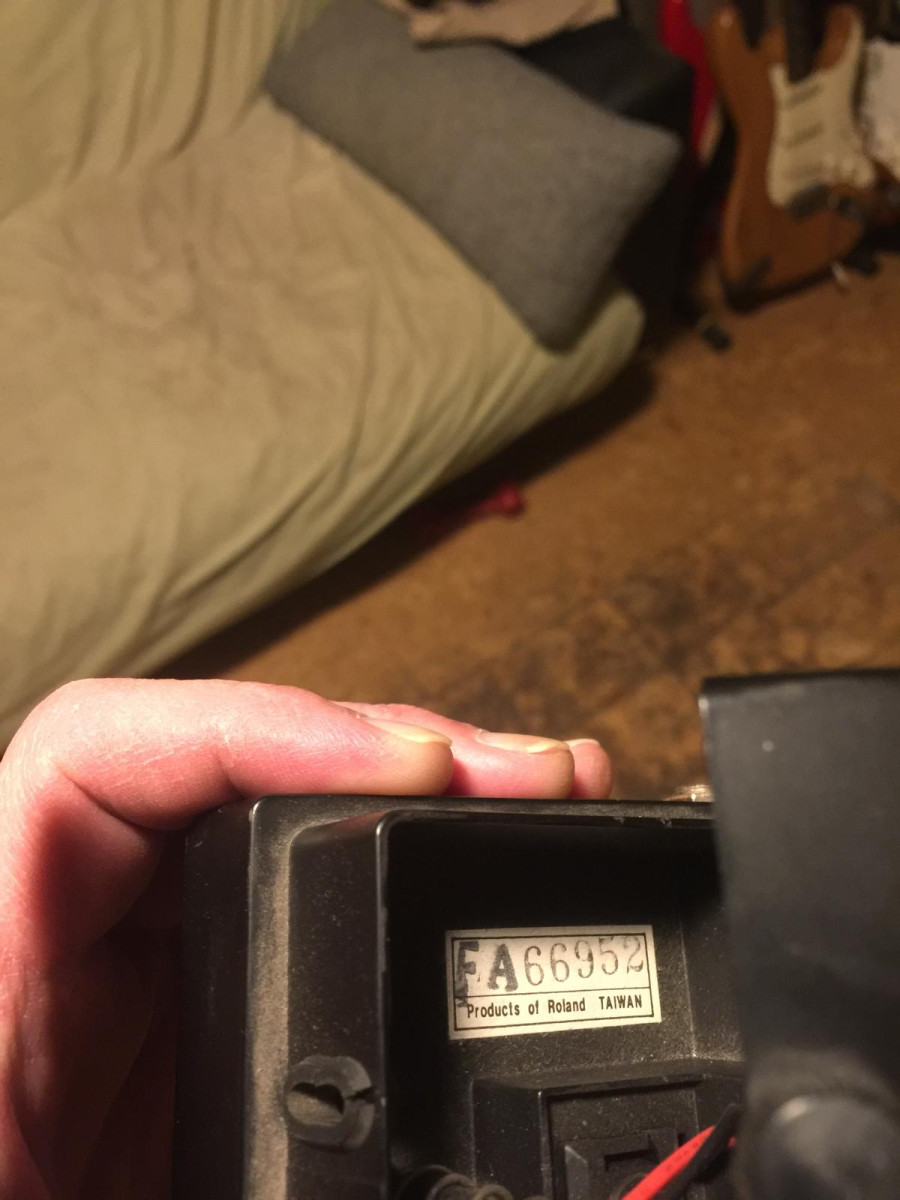 FA66952
Products of Roland TAIWAN